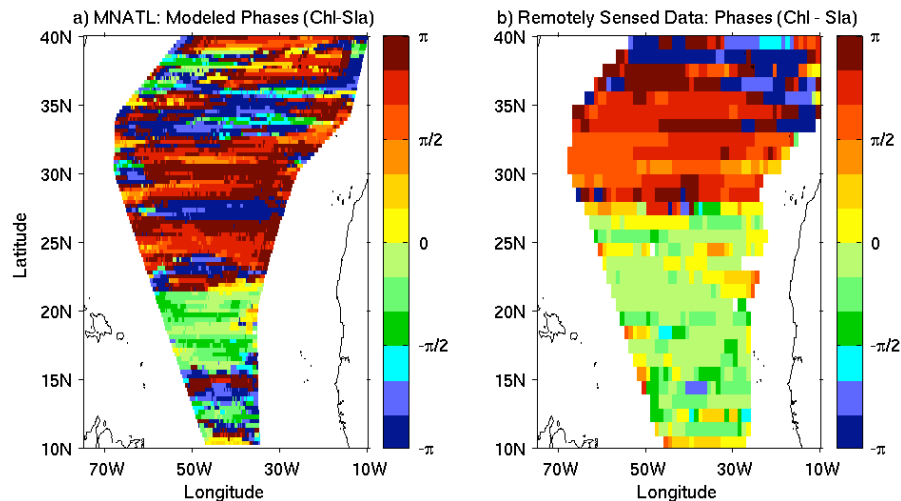 a) MNATL: Modeled Phases (Chl-Sla)
40N
35N
30N
25N
20N
15N
10N
Latitude
70W
50W
30W
10W
Longitude
π
π/2
0
-π/2
-π
b) Remotely Sensed Data: Phases (Chl - Sla)
40N
35N
30N
25N
20N
15N
10N
70W
50W
30W
10W
Longitude
π
π/2
0
-π/2
-π